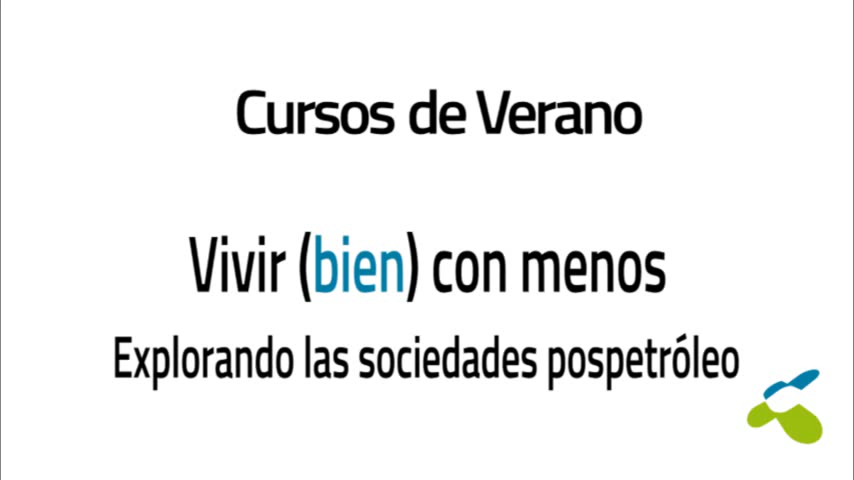 Cursos de Verano
Vivir (bien) con menos
Explorando las sociedades pospetróleo